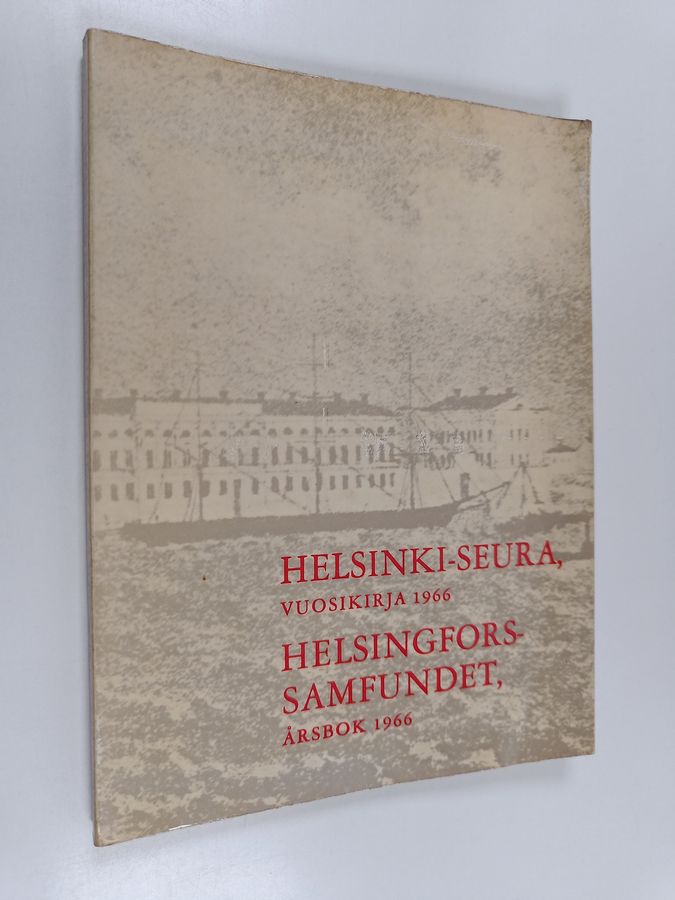 HELSINKI-SEURA,
VUOSIKIRJA 1966
HELSINGFORS-
SAMFUNDET,
ÅRSBOK 1966